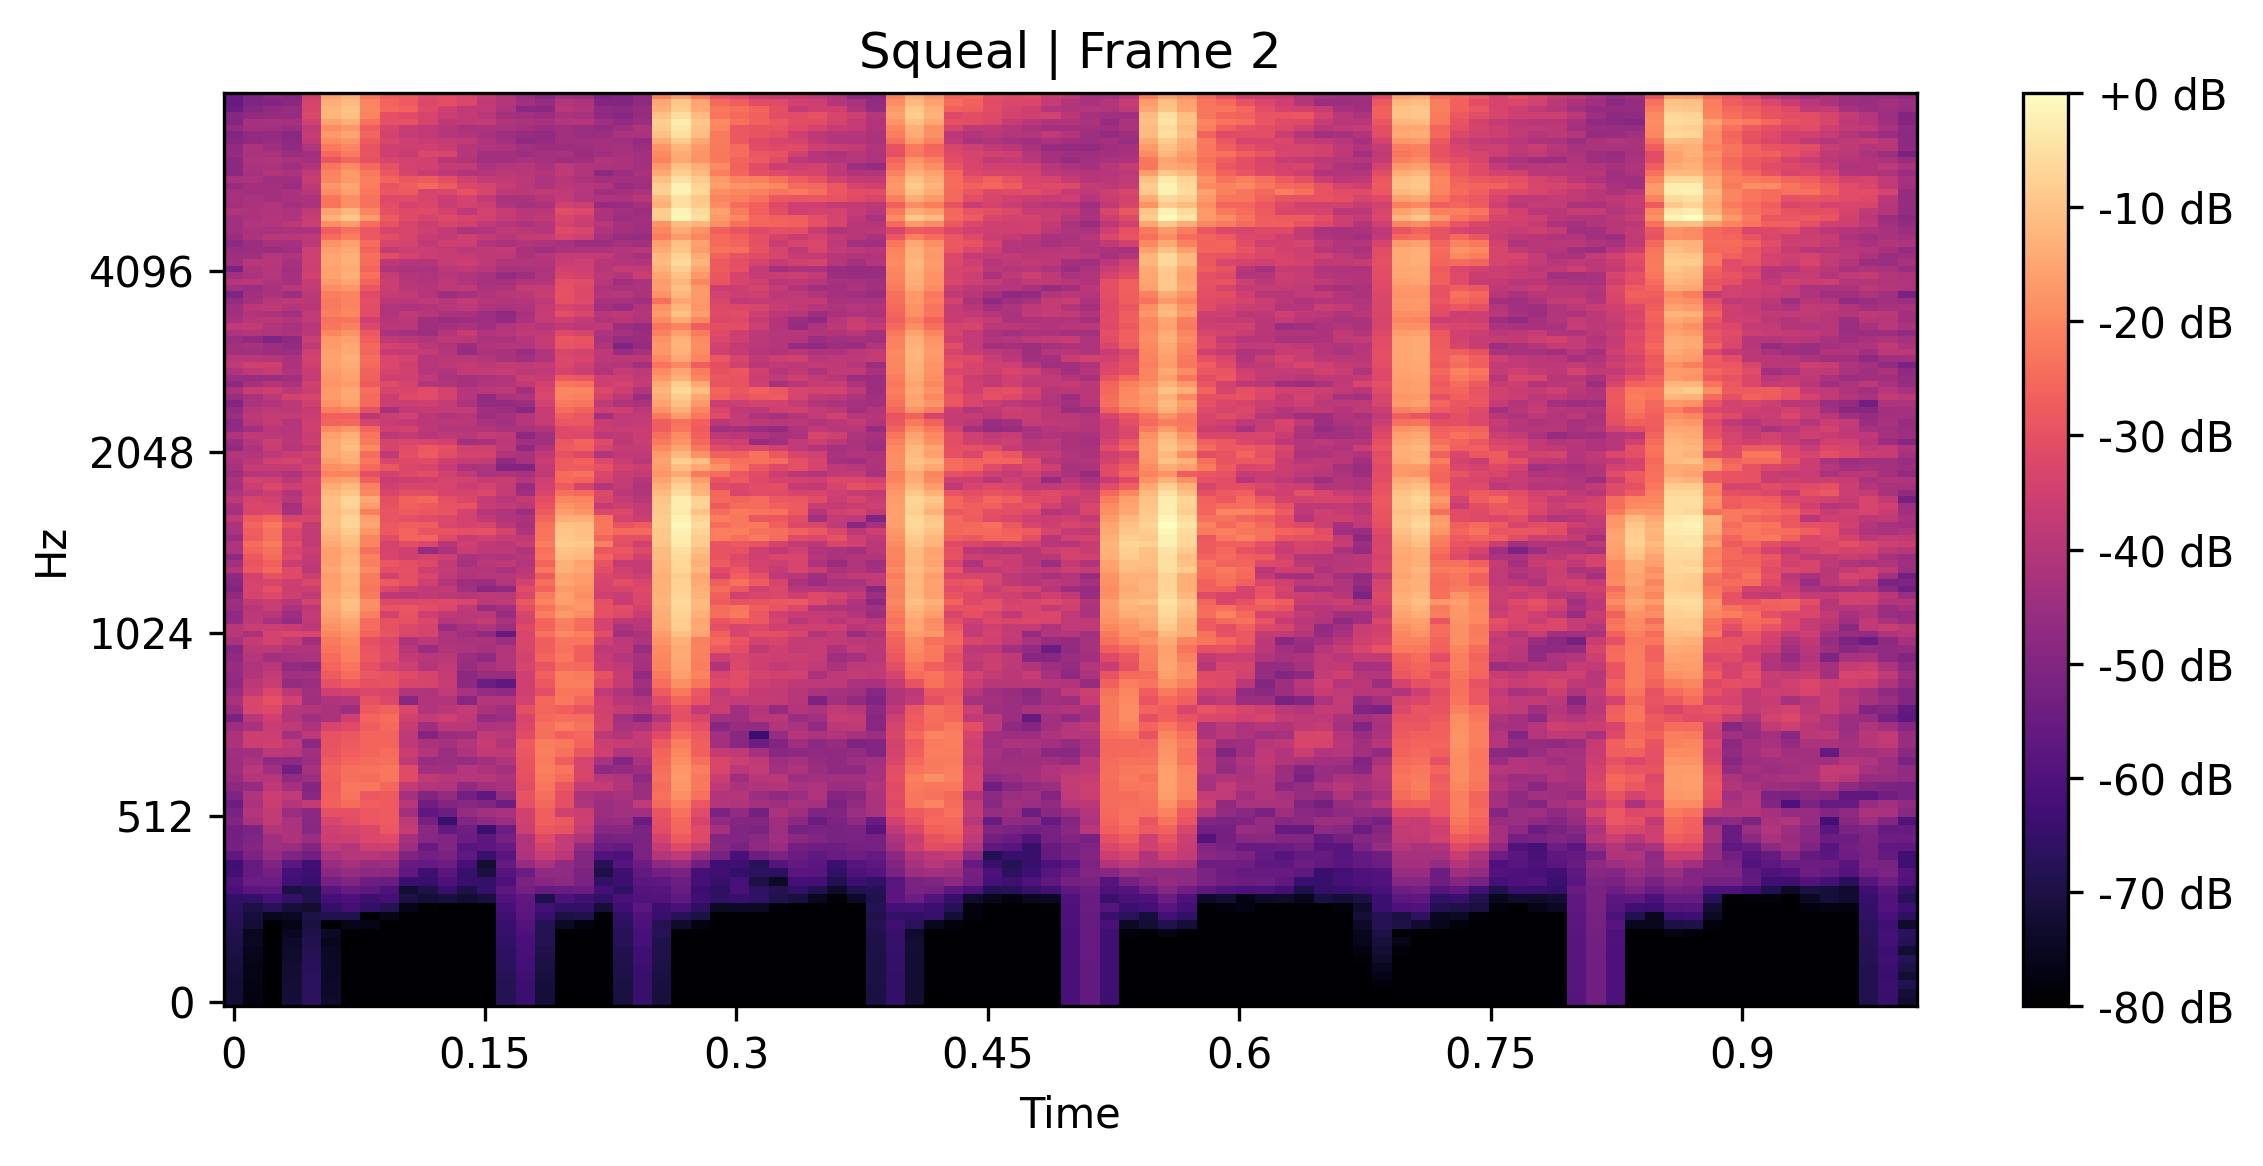 Squeal | Frame 2
+0 dB
-10 dB
-20 dB
-30 dB
-40 dB
-50 dB
-60 dB
-70 dB
-80 dB
Hz
4096
2048
1024
512
0
0 0.15 0.3 0.45 0.6 0.75 0.9
Time